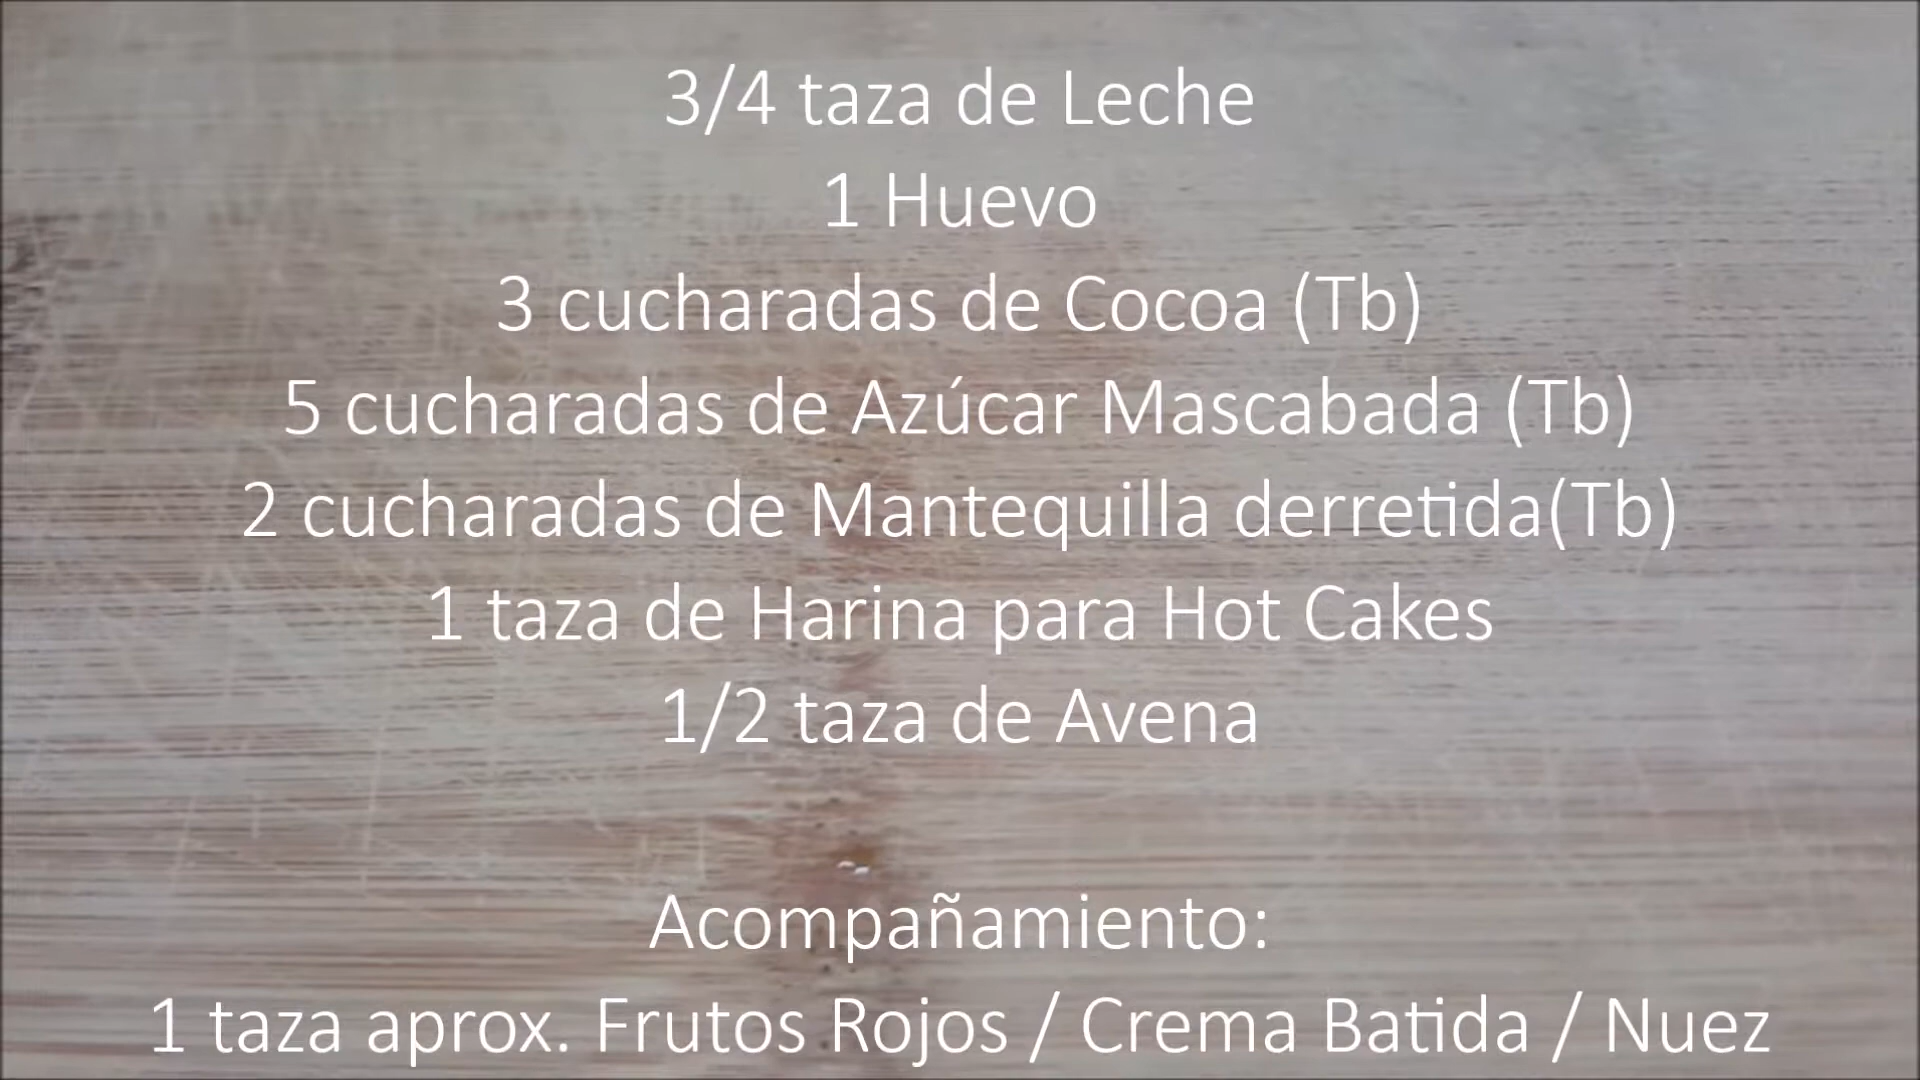 3/4 taza de Leche
1 Huevo
3 cucharadas de Cocoa (Tb)
5 cucharadas de Azúcar Mascabada (Tb)
2 cucharadas de Mantequilla derretida(Tb)
1 taza de Harina para Hot Cakes
1/2 taza de Avena
Acompañamiento:
1 taza aprox. Frutos Rojos / Crema Batida / Nuez